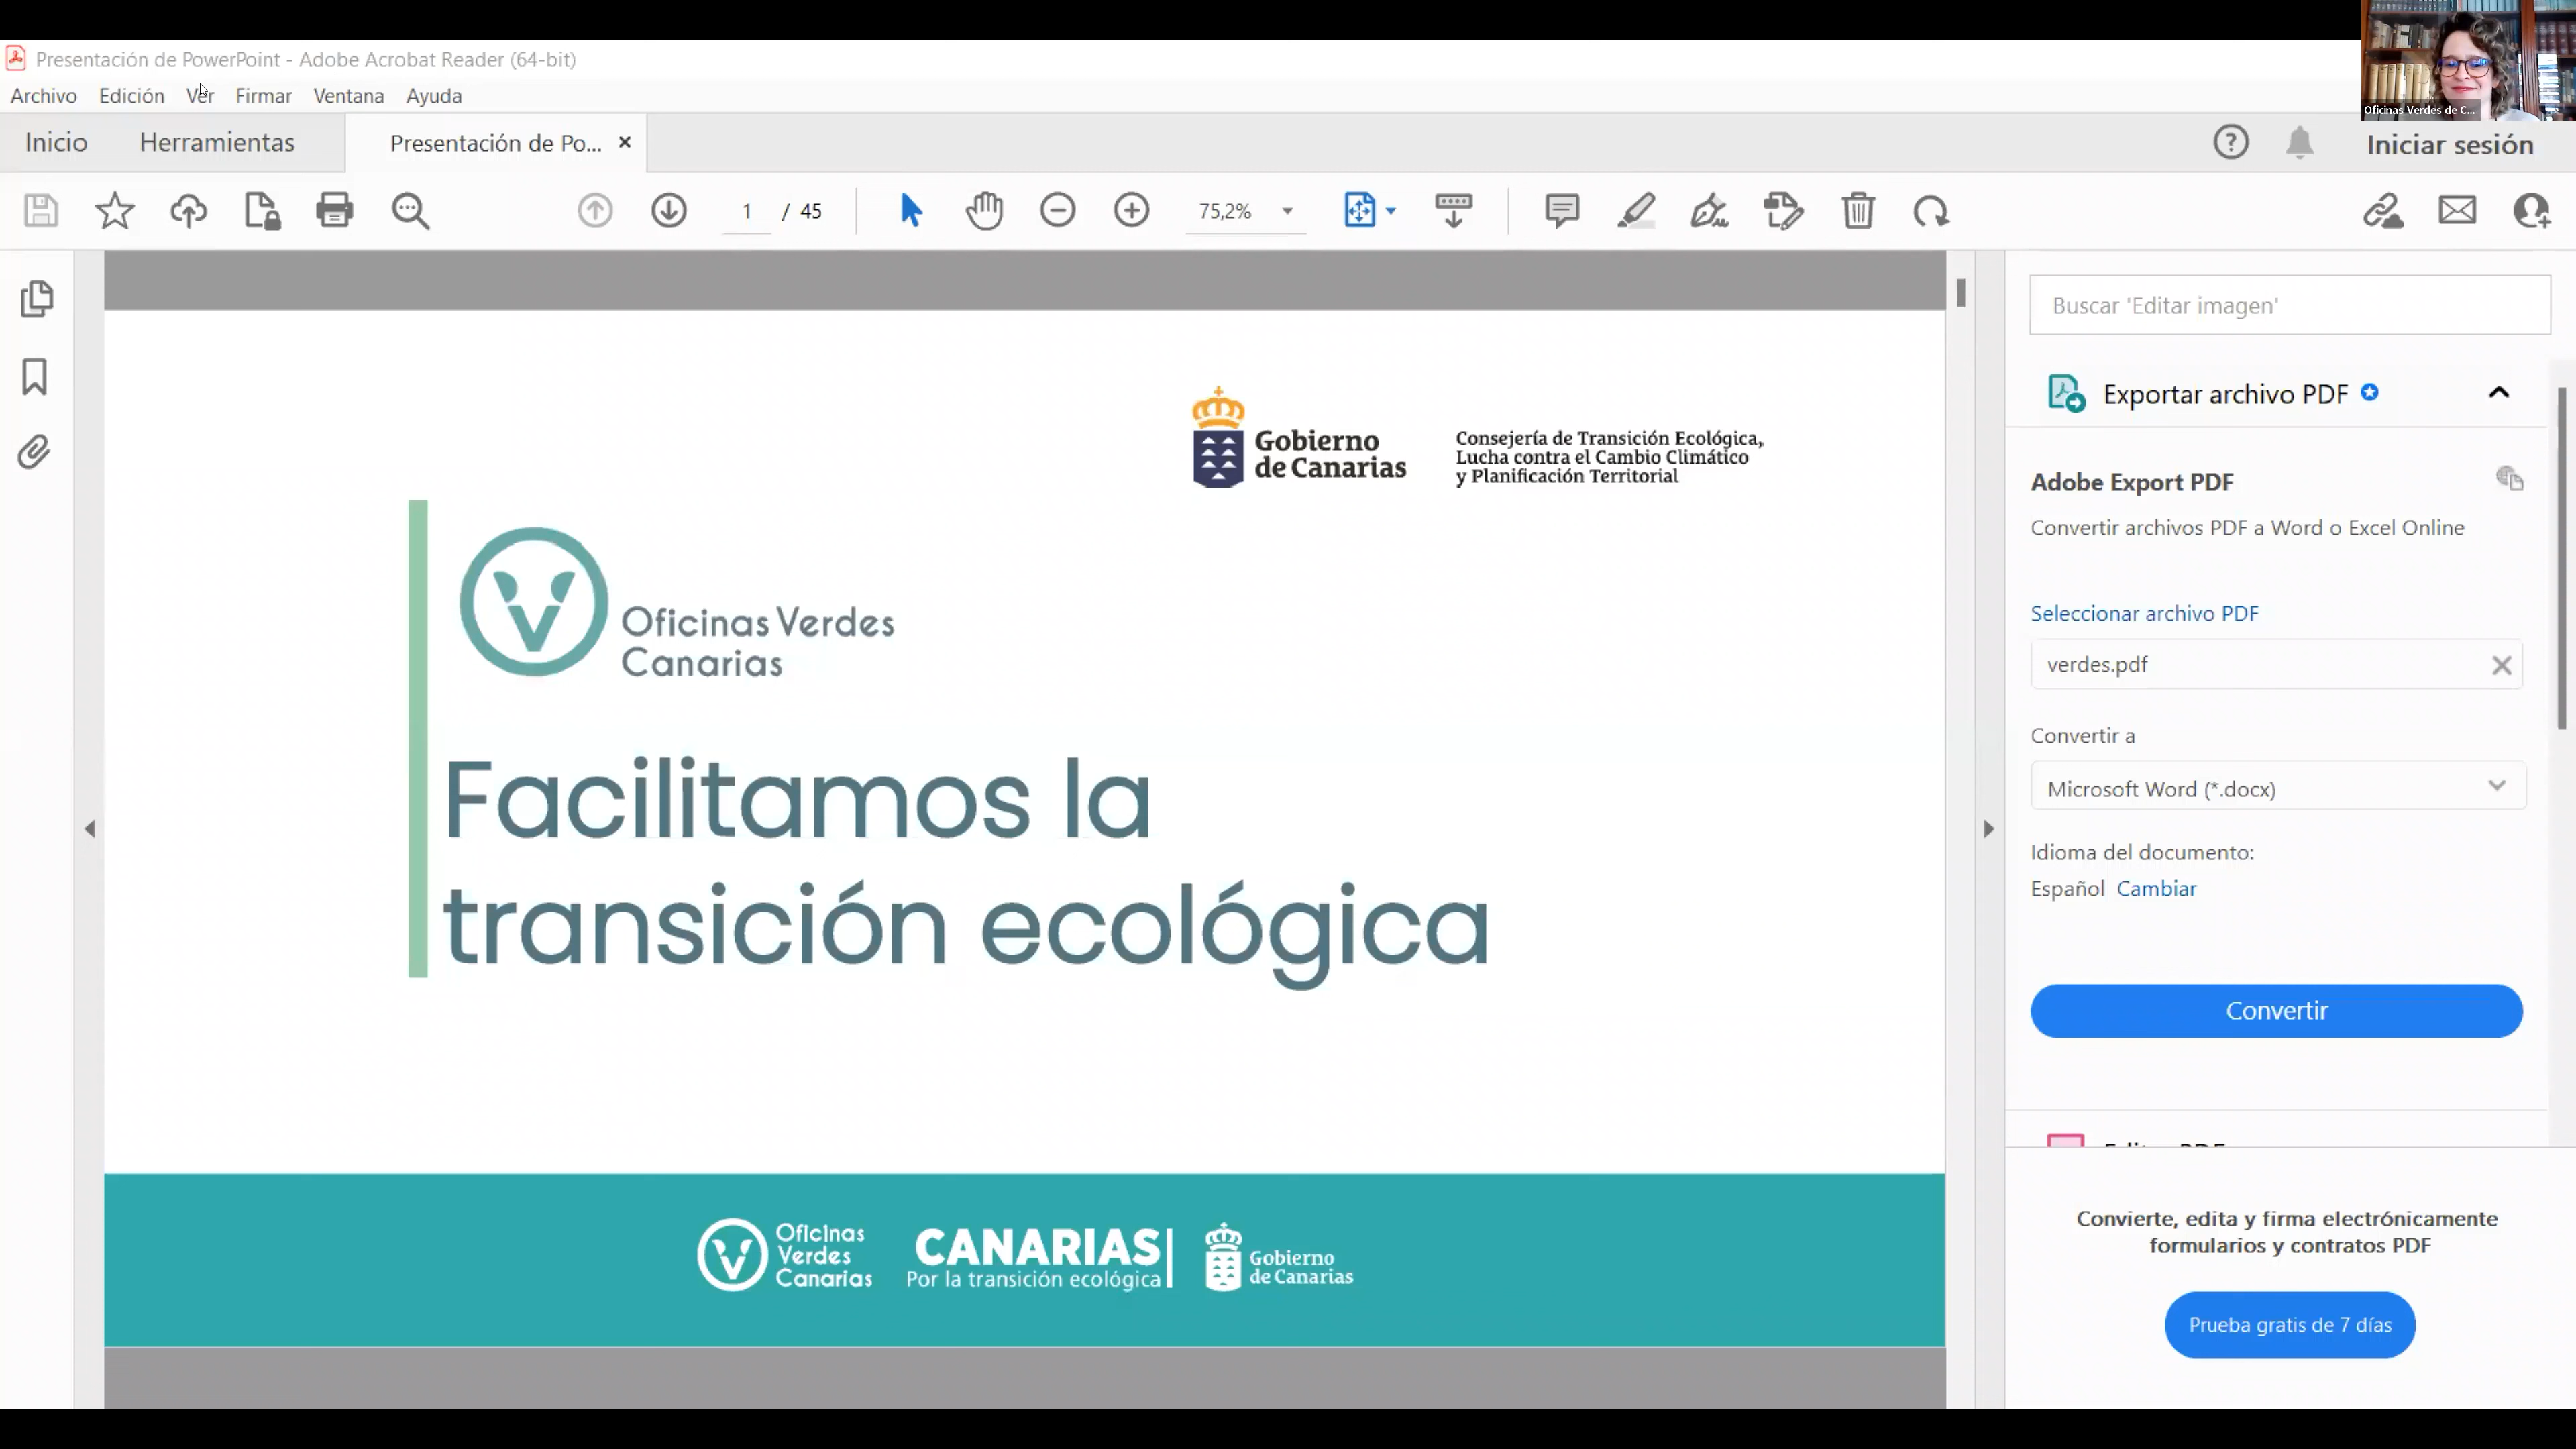 Presentación de PowerPoint - Adobe Acrobat Reader (64-bit)
Oficinas Verdes de C...
Archivo Edición Ver Firmar Ventana Ayuda
Inicio Herramientas Presentación de Po... Iniciar sesión
1 / 45 75,2%
Gobierno
de Canarias
Consejería de Transición Ecológica,
Lucha contra el Cambio Climático
y Planificación Territorial
Oficinas Verdes
Canarias
Facilitamos la
transición ecológica
Oficinas
Verdes
Canarias
CANARIAS
Por la transición ecológica
Gobierno
de Canarias
Buscar 'Editar imagen'
Exportar archivo PDF
Adobe Export PDF
Convertir archivos PDF a Word o Excel Online
Seleccionar archivo PDF
verdes.pdf
Convertir a
Microsoft Word (*.docx)
Idioma del documento:
Español Cambiar
Convertir
Convierte, edita y firma electrónicamente
formularios y contratos PDF
Prueba gratis de 7 días